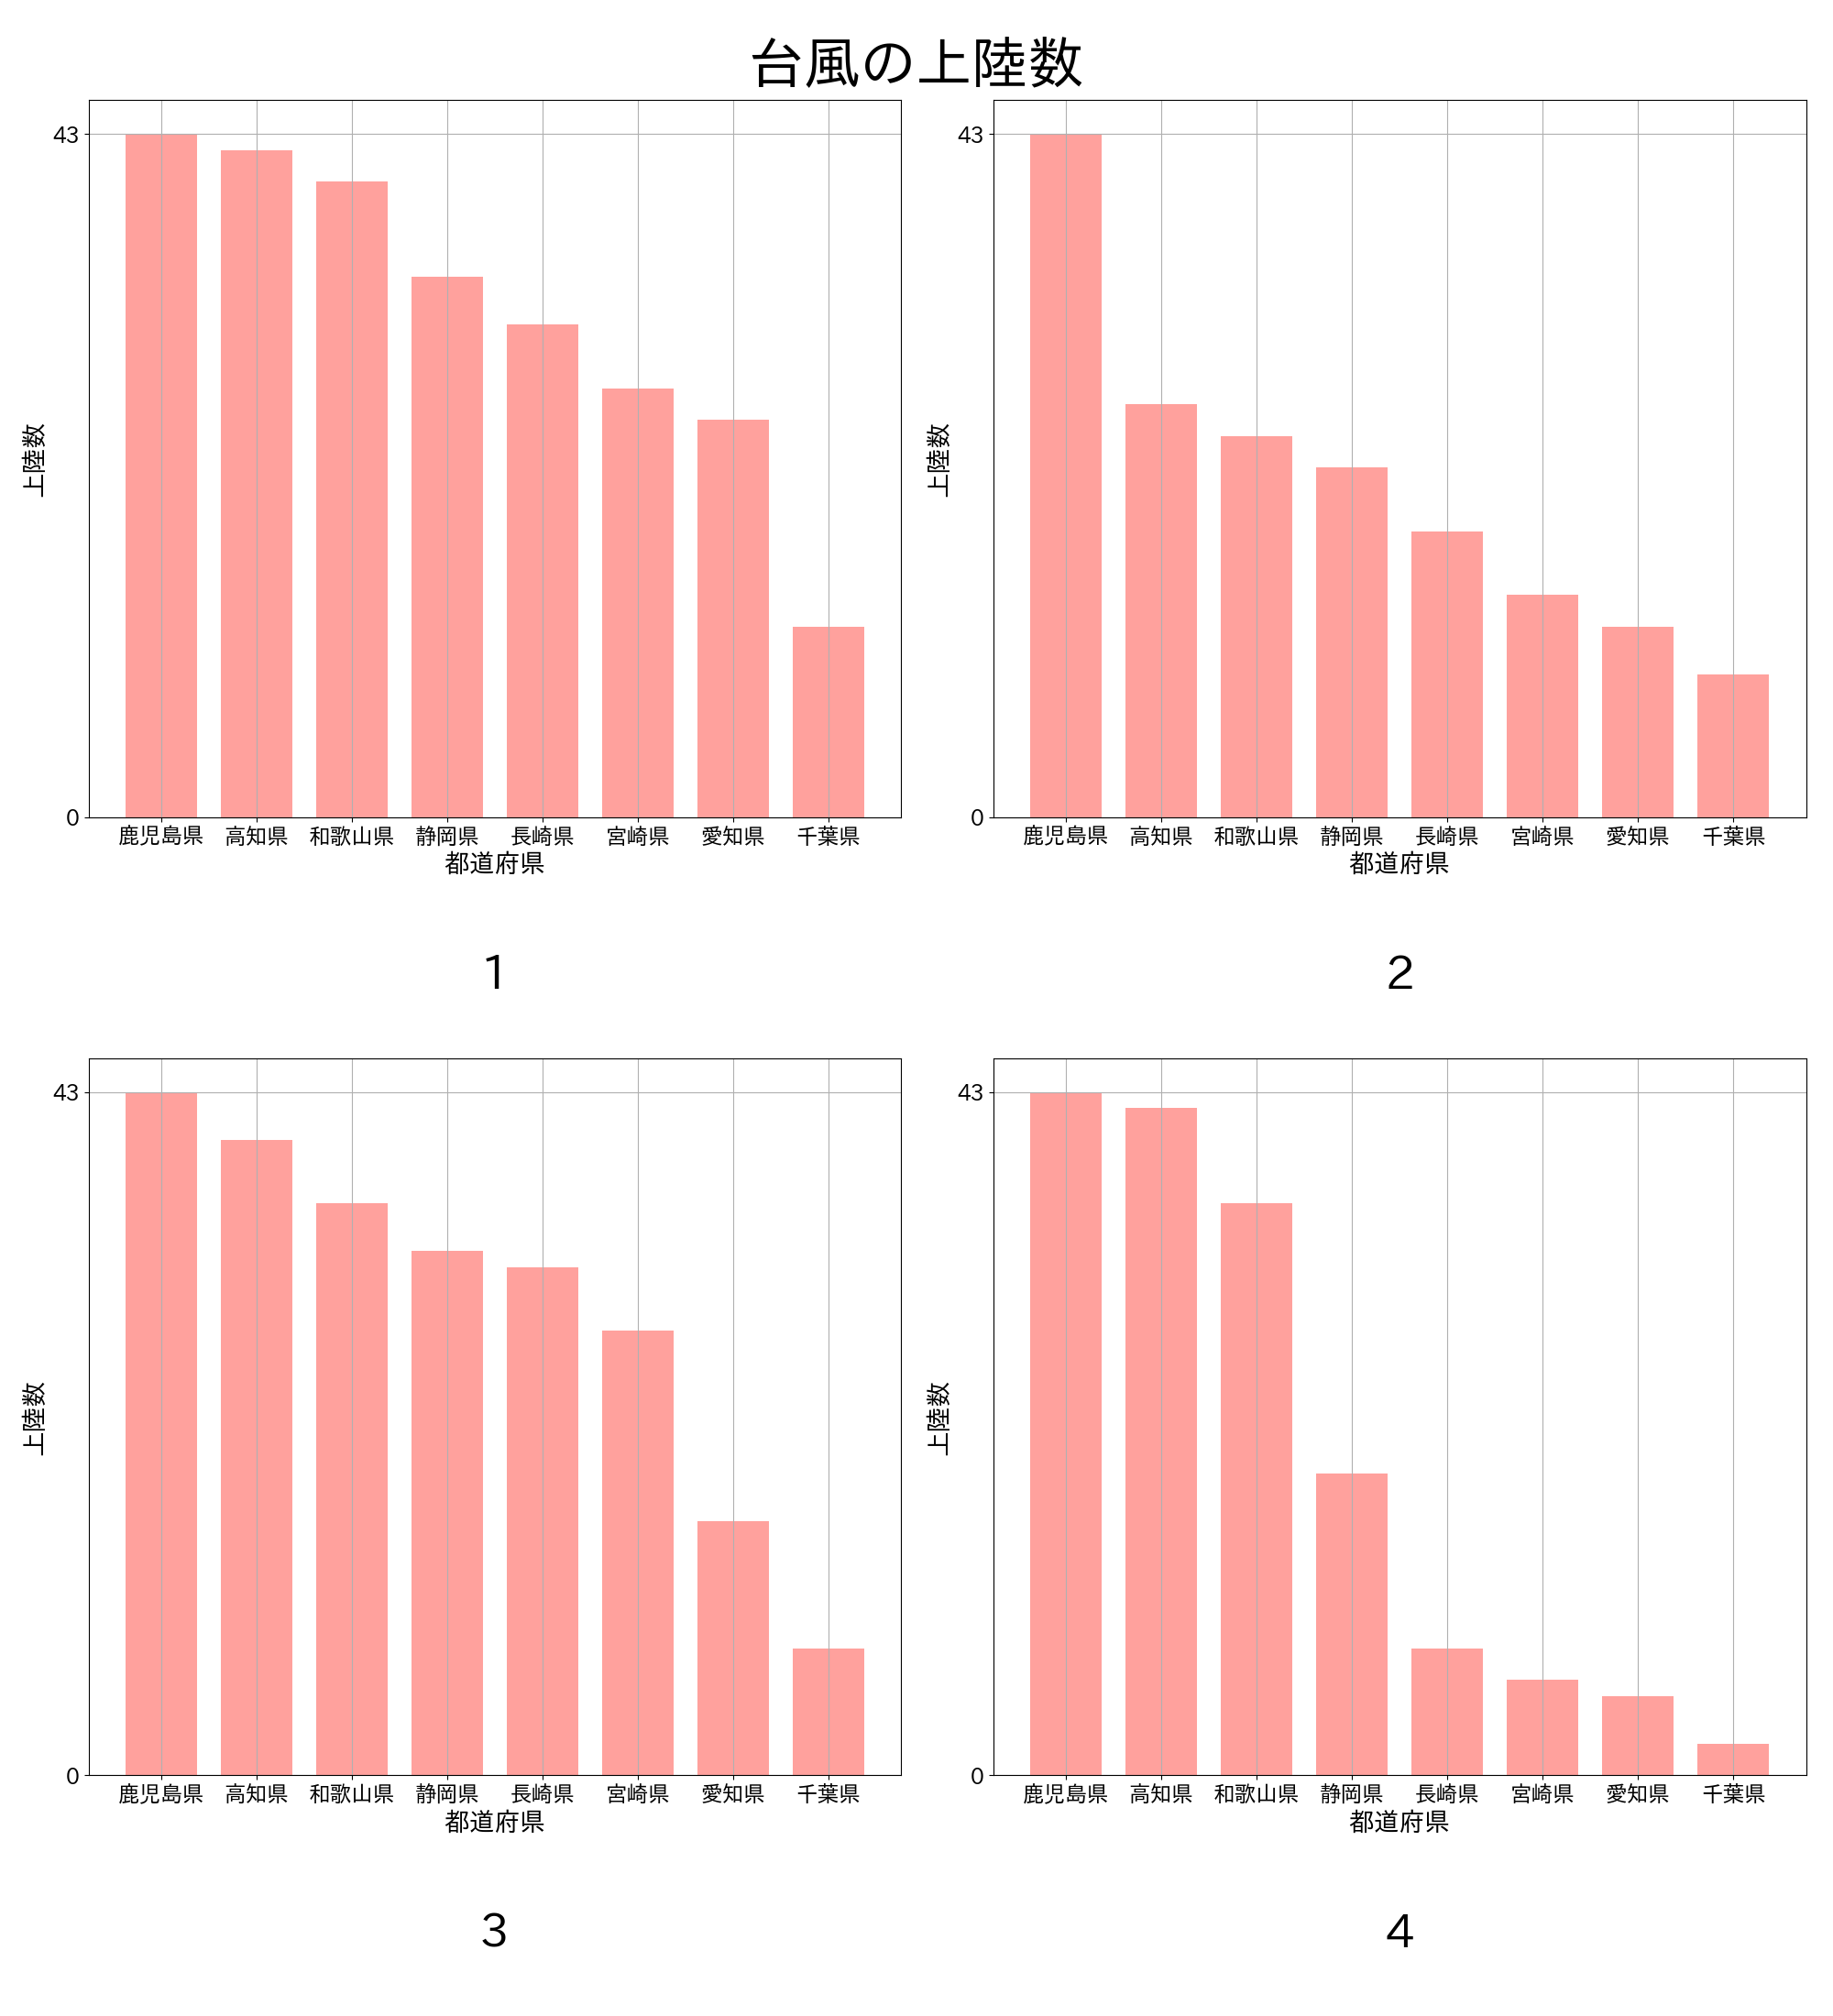 台風の上陸数
43
0
上陸数
鹿児島県 高知県 和歌山県 静岡県 長崎県 宮崎県 愛知県 千葉県
都道府県
1
43
0
上陸数
鹿児島県 高知県 和歌山県 静岡県 長崎県 宮崎県 愛知県 千葉県
都道府県
2
43
0
上陸数
鹿児島県 高知県 和歌山県 静岡県 長崎県 宮崎県 愛知県 千葉県
都道府県
3
43
0
上陸数
鹿児島県 高知県 和歌山県 静岡県 長崎県 宮崎県 愛知県 千葉県
都道府県
4